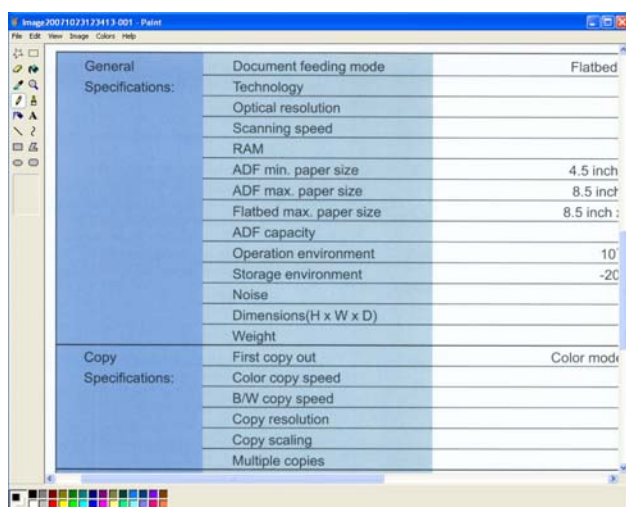 Image20071023123413-001 - Paint
File Edit View Image Colors Help
General Document feeding mode Flatbed
Specifications: Technology
Optical resolution
Scanning speed
RAM
ADF min. paper size 4.5 inch
ADF max. paper size 8.5 inch
Flatbed max. paper size 8.5 inch :
ADF capacity
Operation environment 10
Storage environment -20
Noise
Dimensions(H x W x D)
Weight
Copy First copy out Color mode
Specifications: Color copy speed
B/W copy speed
Copy resolution
Copy scaling
Multiple copies